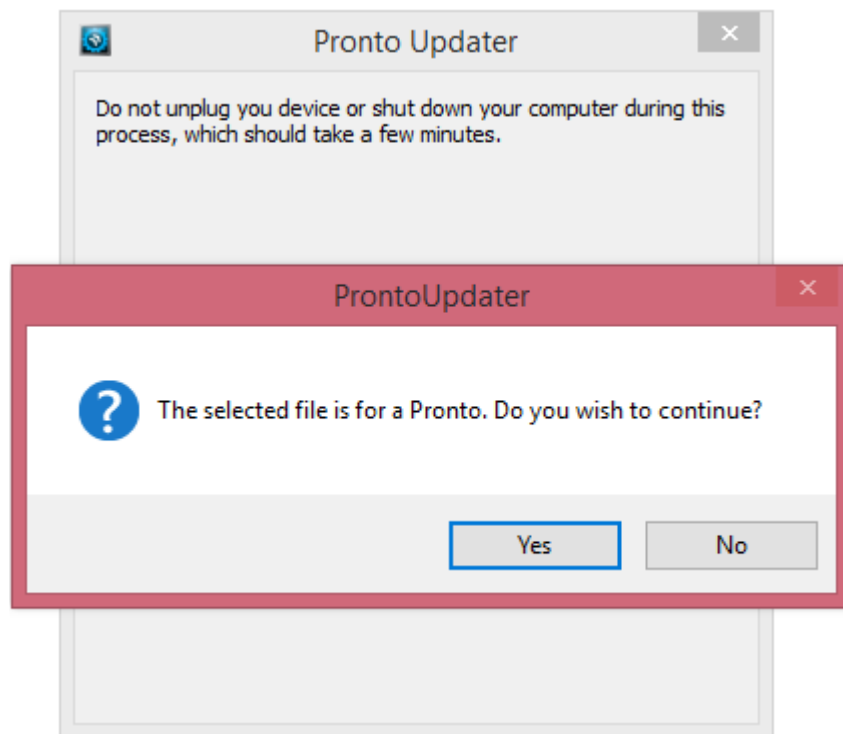 Pronto Updater
Do not unplug you device or shut down your computer during this
process, which should take a few minutes.
ProntoUpdater
The selected file is for a Pronto. Do you wish to continue?
Yes
No